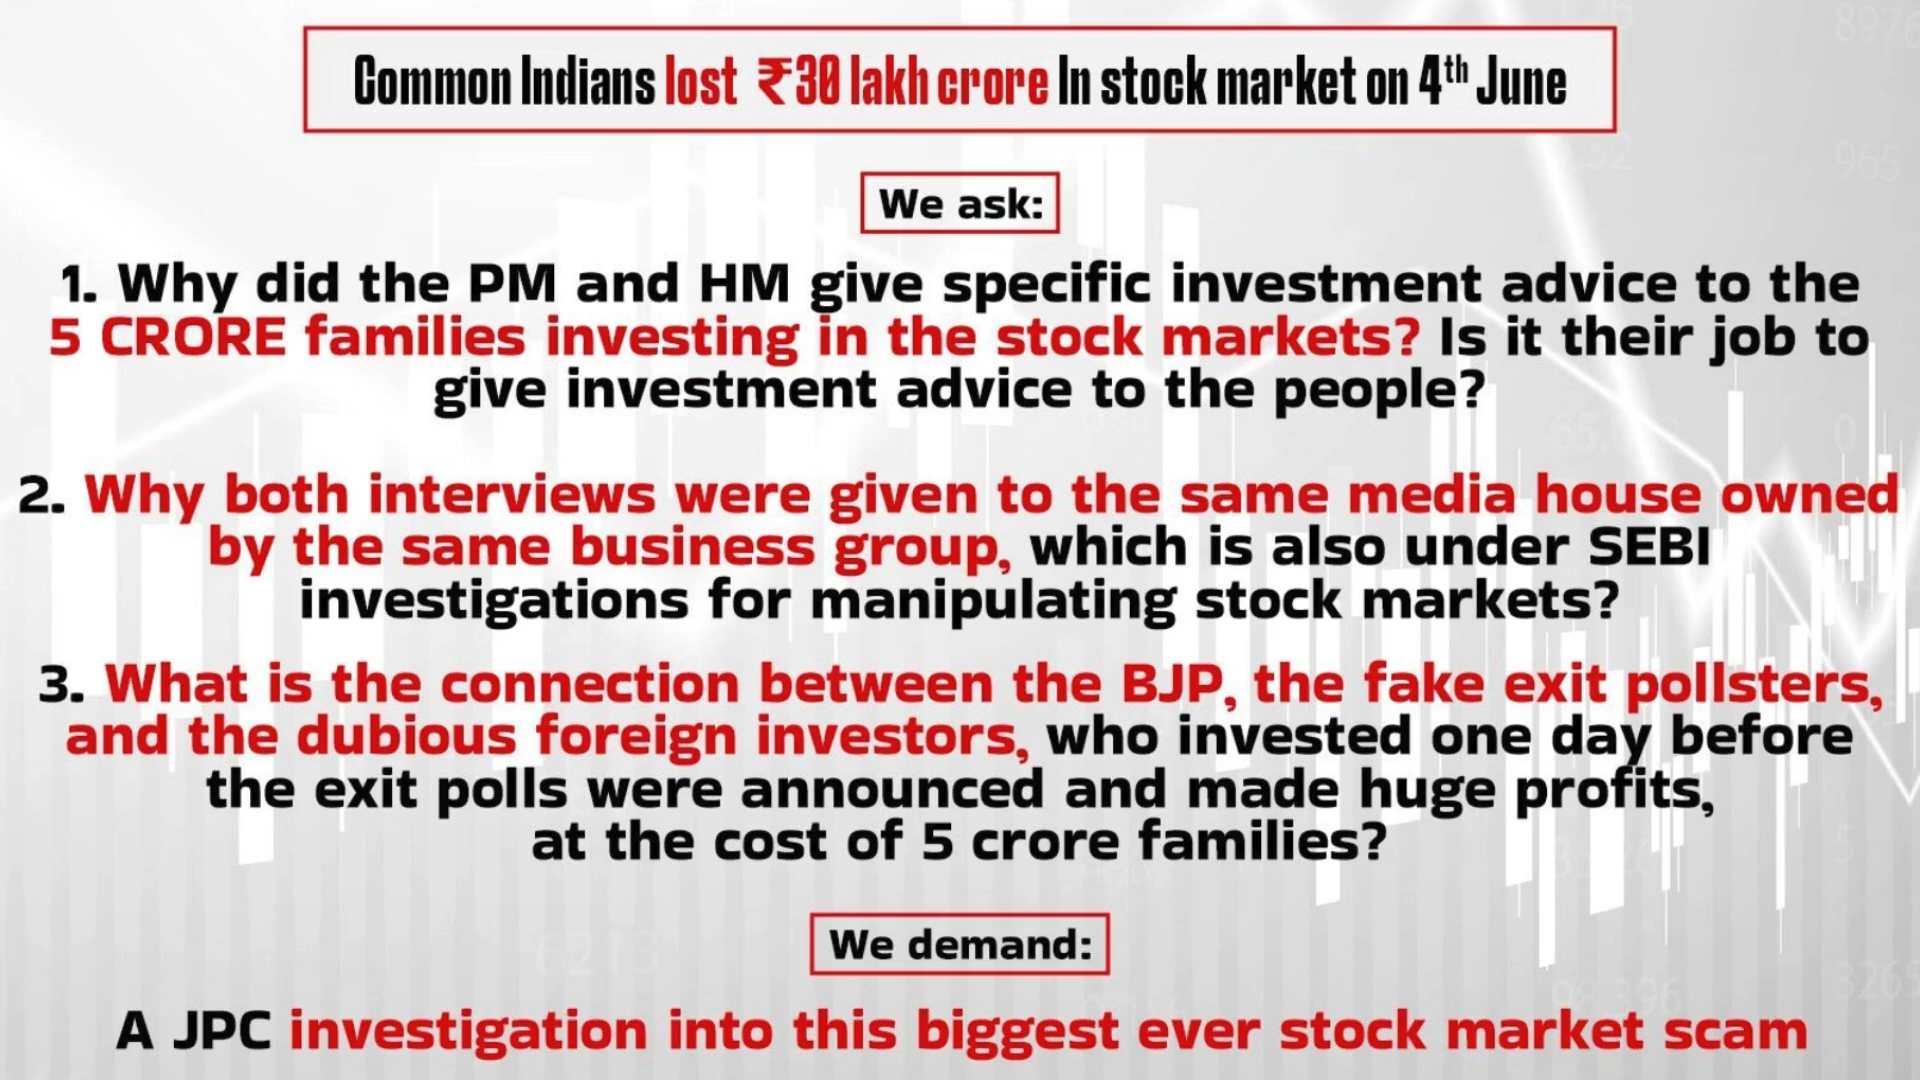 Common Indians lost ₹30 lakh crore In stock market on 4th June
We ask:
1. Why did the PM and HM give specific investment advice to the
5 CRORE families investing in the stock markets? Is it their job to
give investment advice to the people?
2. Why both interviews were given to the same media house owned
by the same business group, which is also under SEBI
investigations for manipulating stock markets?
3. What is the connection between the BJP, the fake exit pollsters,
and the dubious foreign investors, who invested one day before
the exit polls were announced and made huge profits,
at the cost of 5 crore families?
We demand:
A JPC investigation into this biggest ever stock market scam